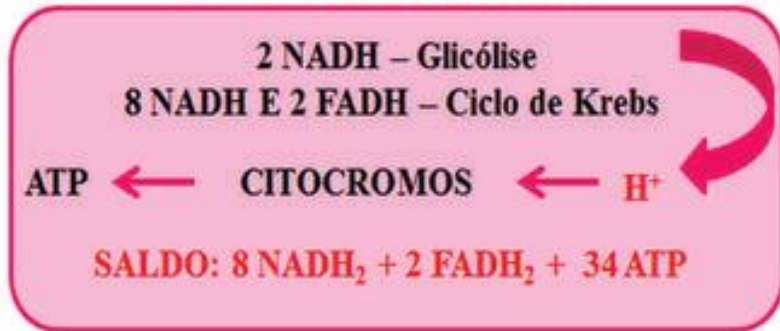 2 NADH – Glicólise
8 NADH E 2 FADH – Ciclo de Krebs
ATP CITOCROMOS H⁺
SALDO: 8 NADH₂ + 2 FADH₂ + 34 ATP